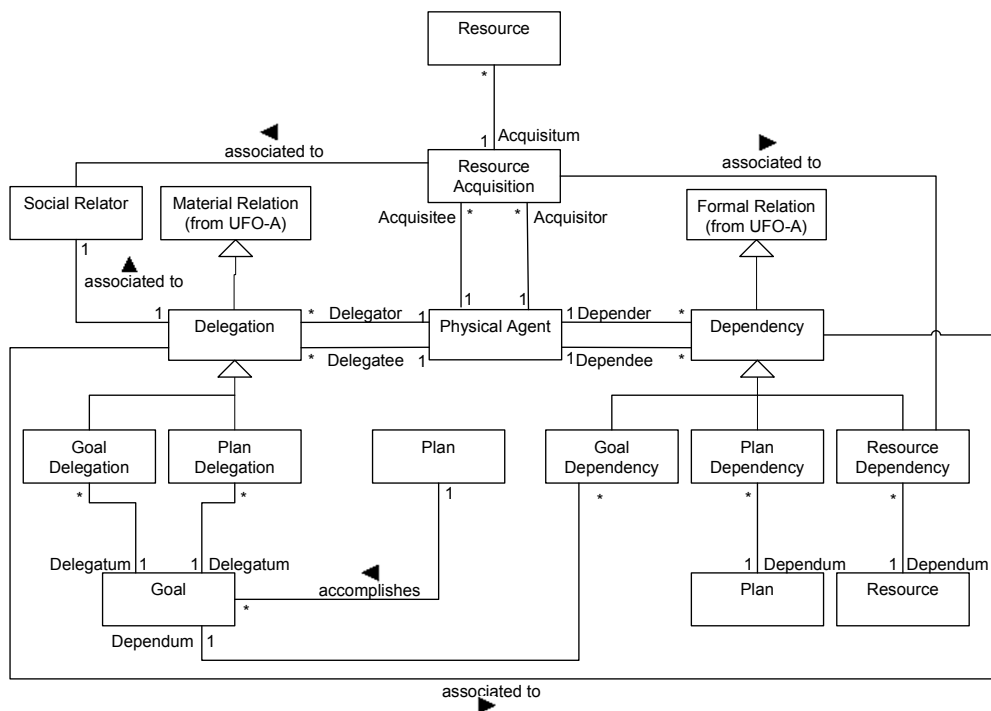 Resource
*
1 Acquisitum
associated to
associated to
Resource
Acquisition
Social Relator
Material Relation
(from UFO-A)
Formal Relation
(from UFO-A)
Acquisitee * * Acquisitor
1
associated to
1 1
1 Delegation * Delegator 1 Physical Agent 1 Depender * Dependency
* Delegatee 1 1 Dependee *
Goal
Delegation
Plan
Delegation
Plan
Goal
Dependency
Plan
Dependency
Resource
Dependency
* * 1 * * *
Delegatum 1 1 Delegatum 1 Dependum 1 Dependum
Goal
accomplishes
*
Plan
Resource
Dependum 1
associated to